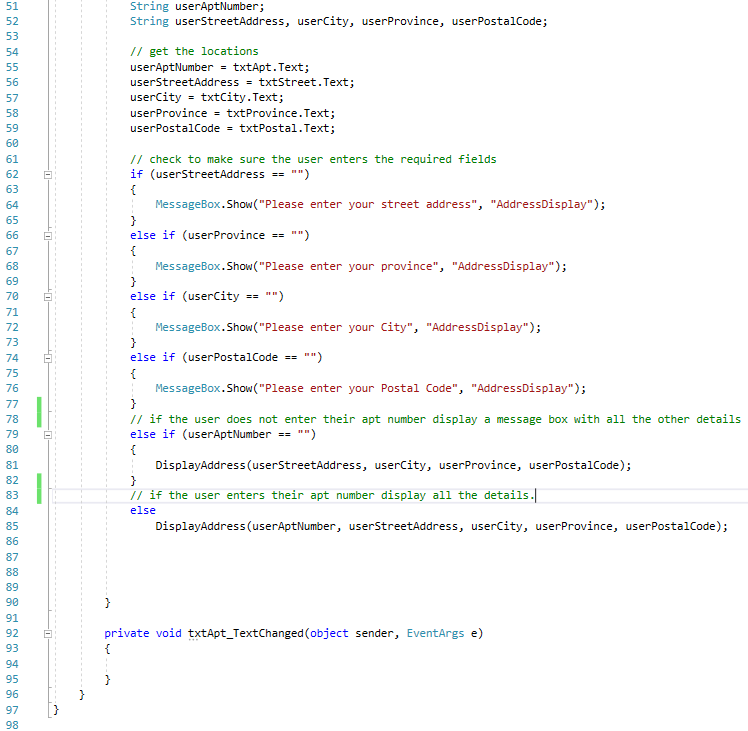 51 String userAptNumber;
52 String userStreetAddress, userCity, userProvince, userPostalCode;
53
54 // get the locations
55 userAptNumber = txtApt.Text;
56 userStreetAddress = txtStreet.Text;
57 userCity = txtCity.Text;
58 userProvince = txtProvince.Text;
59 userPostalCode = txtPostal.Text;
60
61 // check to make sure the user enters the required fields
62 if (userStreetAddress == "")
63 {
64 MessageBox.Show("Please enter your street address", "AddressDisplay");
65 }
66 else if (userProvince == "")
67 {
68 MessageBox.Show("Please enter your province", "AddressDisplay");
69 }
70 else if (userCity == "")
71 {
72 MessageBox.Show("Please enter your City", "AddressDisplay");
73 }
74 else if (userPostalCode == "")
75 {
76 MessageBox.Show("Please enter your Postal Code", "AddressDisplay");
77 }
78 // if the user does not enter their apt number display a message box with all the other details
79 else if (userAptNumber == "")
80 {
81 DisplayAddress(userStreetAddress, userCity, userProvince, userPostalCode);
82 }
83 // if the user enters their apt number display all the details.
84 else
85 DisplayAddress(userAptNumber, userStreetAddress, userCity, userProvince, userPostalCode);
86
87
88
89
90 }
91
92 private void txtApt_TextChanged(object sender, EventArgs e)
93 {
94
95 }
96 }
97 }
98